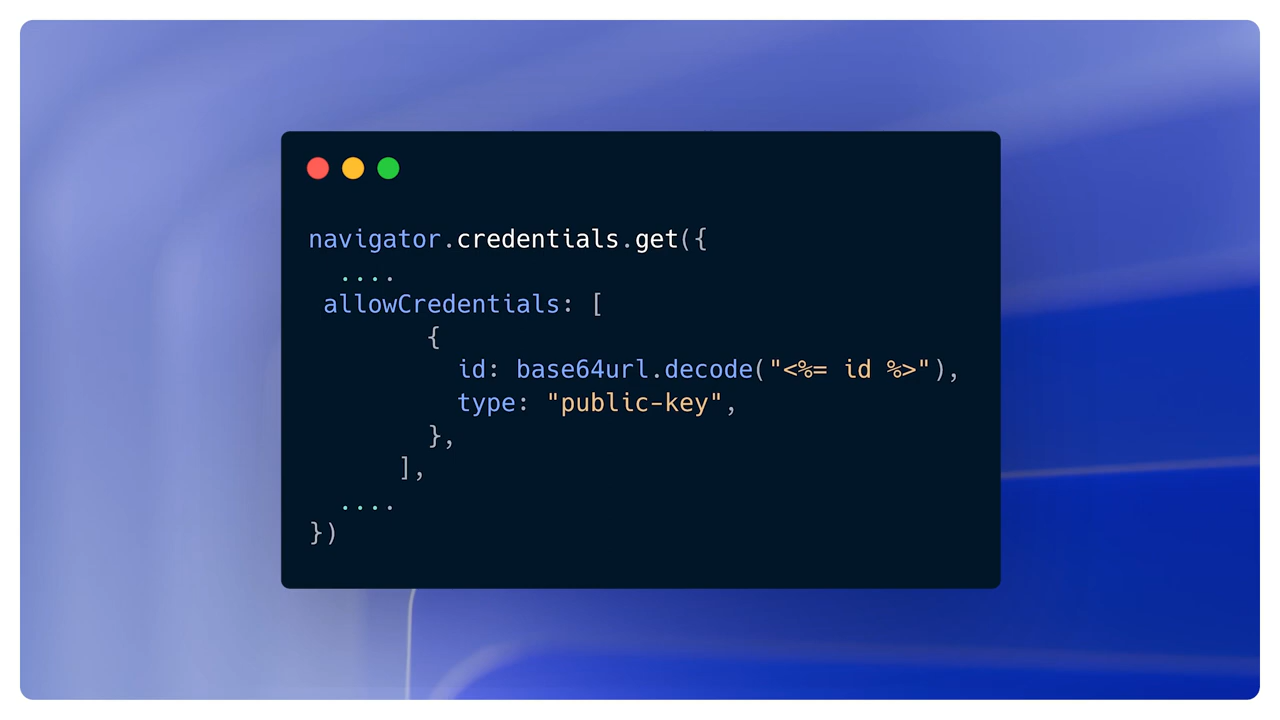 navigator.credentials.get({
....
allowCredentials: [
{
id: base64url.decode("<%= id %>"),
type: "public-key",
},
],
....
})